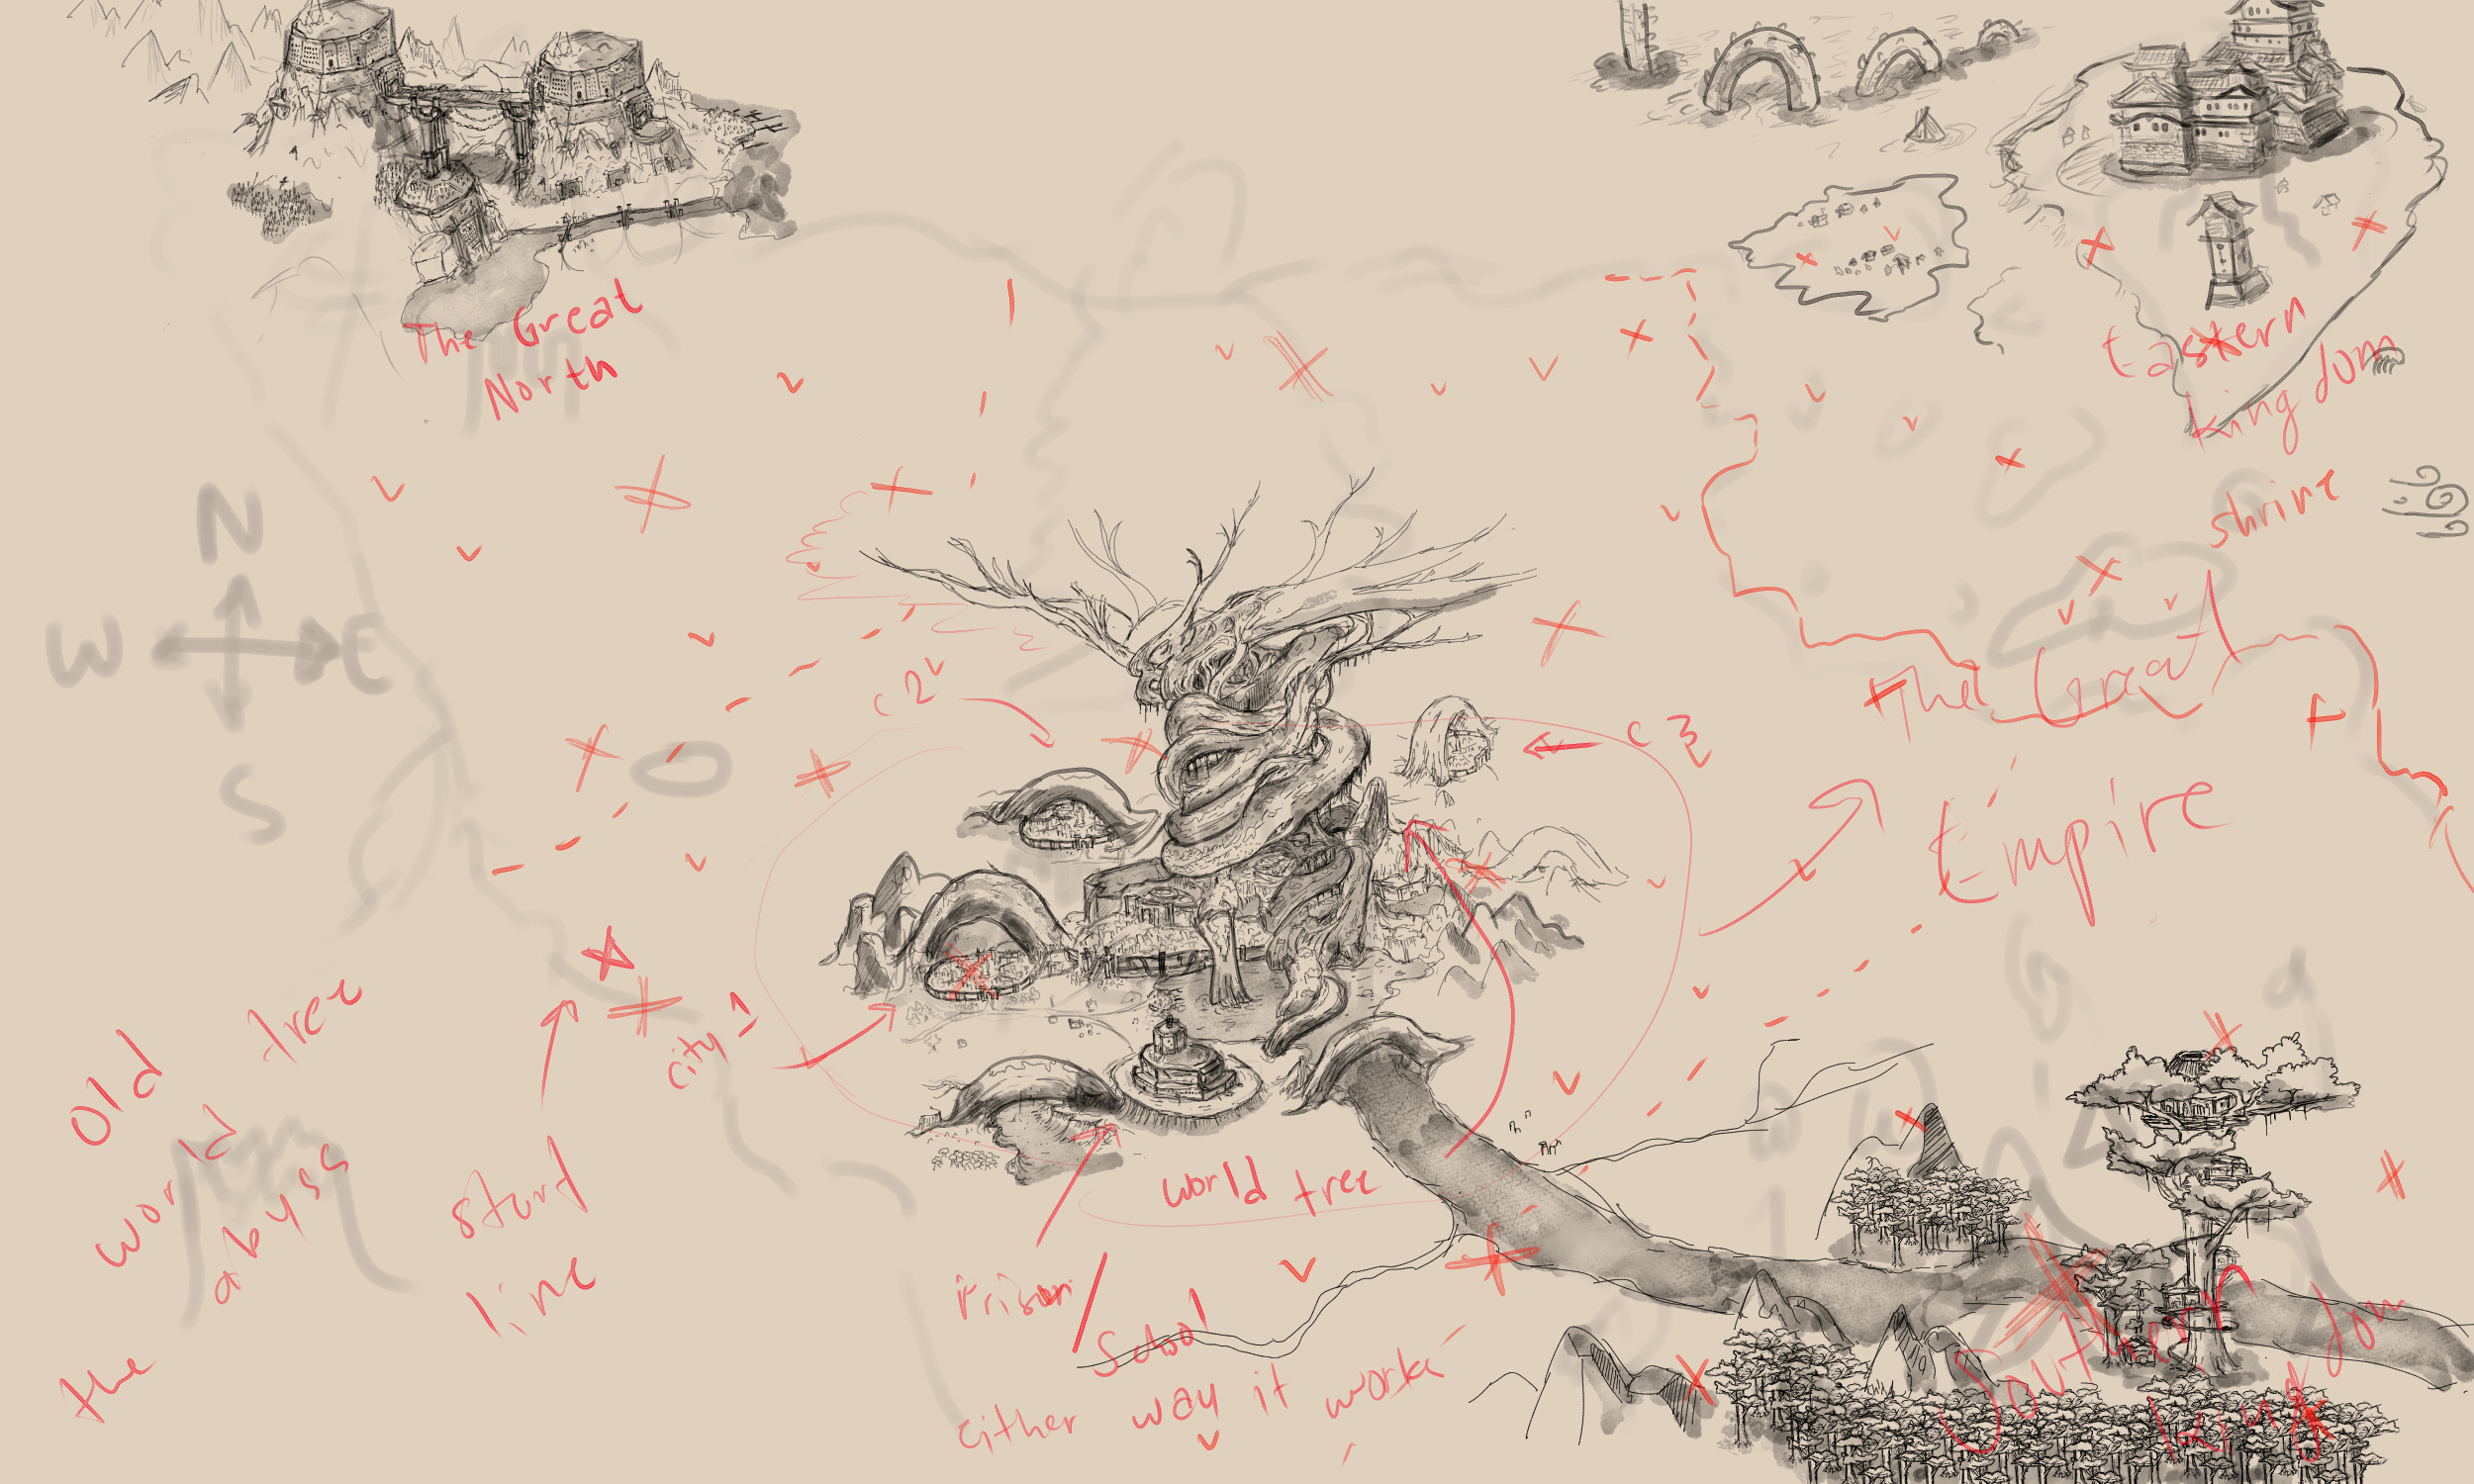 The Great
North
Eastern
kingdom
shrine
N
W
E
S
C2
C3
The Great
Empire
Old
world tree
the abyss
start
line
City 1
World tree
Prison/
School
either way it works
Southern
kingdom